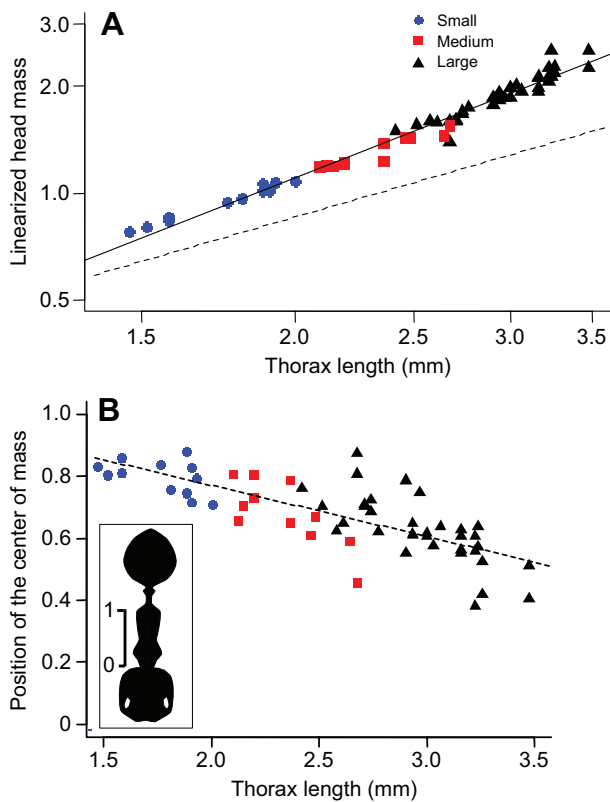 A
Small
Medium
Large
Linearized head mass
3.0
2.0
1.0
0.5
1.5 2.0 2.5 3.0 3.5
Thorax length (mm)
B
Position of the center of mass
1.0
0.8
0.6
0.4
0.2
0
1
0
1.5 2.0 2.5 3.0 3.5
Thorax length (mm)